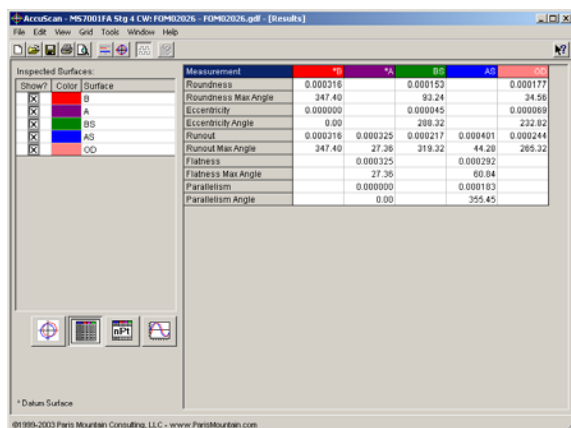 AccuScan - MS7001FA Stg 4 CW: FOM02026 - FOM02026.gdf - [Results]
File Edit View Grid Tools Window Help
Inspected Surfaces:
Show? Color Surface
B
A
BS
AS
OD
Measurement *B *A BS AS OD
Roundness 0.000316 0.000153 0.000177
Roundness Max Angle 347.40 93.24 34.56
Eccentricity 0.000000 0.000045 0.000069
Eccentricity Angle 0.00 288.32 232.82
Runout 0.000316 0.000325 0.000217 0.000401 0.000244
Runout Max Angle 347.40 27.36 319.32 44.28 265.32
Flatness 0.000325 0.000292
Flatness Max Angle 27.36 60.84
Parallelism 0.000000 0.000183
Parallelism Angle 0.00 355.45
nPt
* Datum Surface
©1999-2003 Paris Mountain Consulting, LLC - www.ParisMountain.com